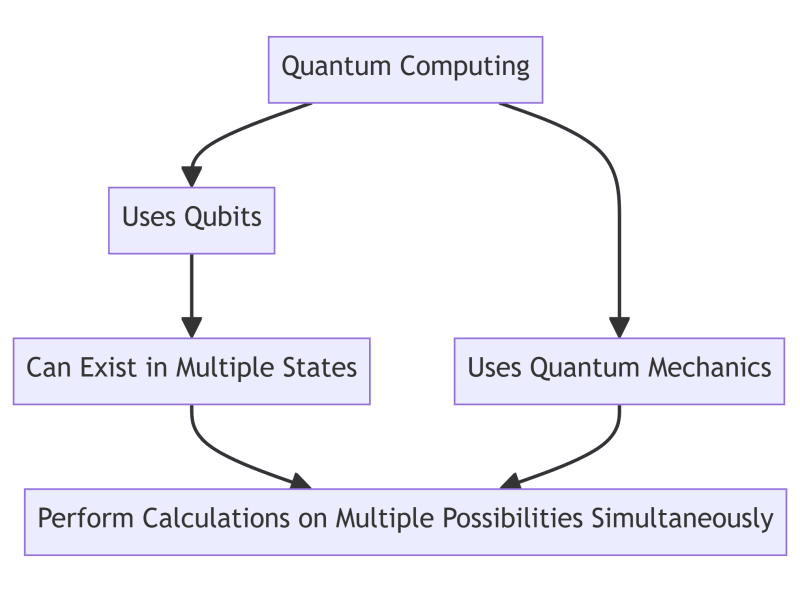 Quantum Computing
Uses Qubits
Can Exist in Multiple States
Uses Quantum Mechanics
Perform Calculations on Multiple Possibilities Simultaneously